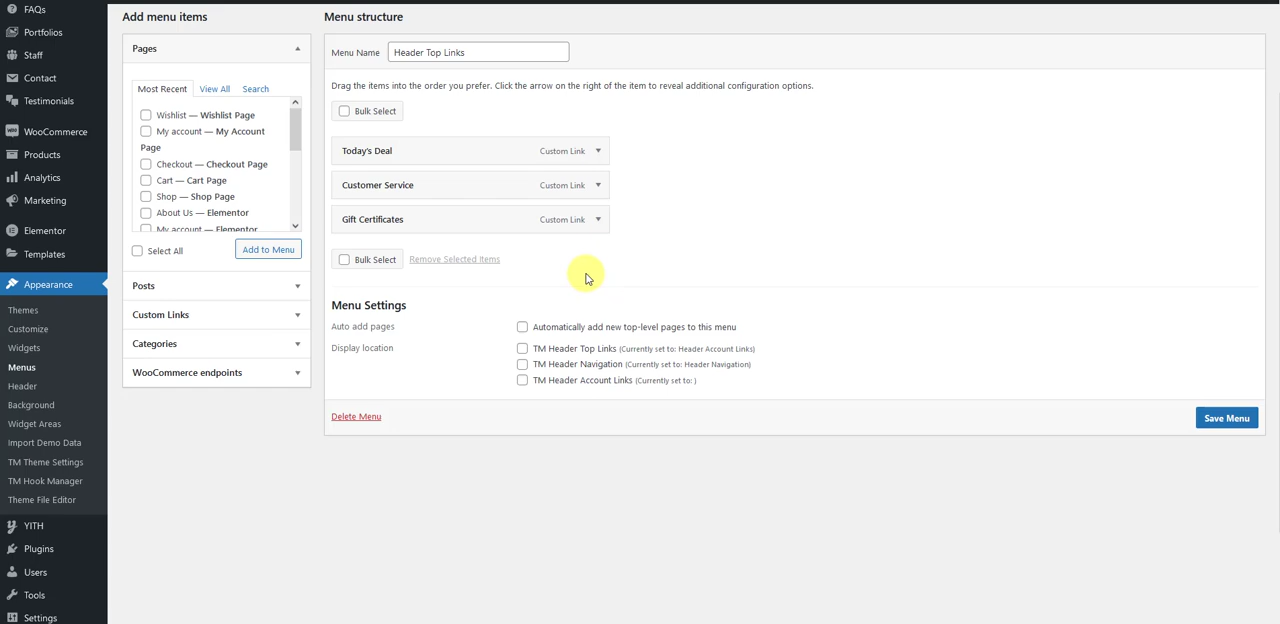 FAQs
Portfolios
Staff
Contact
Testimonials
WooCommerce
Products
Analytics
Marketing
Elementor
Templates
Appearance
Themes
Customize
Widgets
Menus
Header
Background
Widget Areas
Import Demo Data
TM Theme Settings
TM Hook Manager
Theme File Editor
YITH
Plugins
Users
Tools
Settings
Add menu items
Pages
Most Recent View All Search
Wishlist — Wishlist Page
My account — My Account
Page
Checkout — Checkout Page
Cart — Cart Page
Shop — Shop Page
About Us — Elementor
My account — Elementor
Select All Add to Menu
Posts
Custom Links
Categories
WooCommerce endpoints
Menu structure
Menu Name Header Top Links
Drag the items into the order you prefer. Click the arrow on the right of the item to reveal additional configuration options.
Bulk Select
Today's Deal Custom Link
Customer Service Custom Link
Gift Certificates Custom Link
Bulk Select Remove Selected Items
Menu Settings
Auto add pages Automatically add new top-level pages to this menu
Display location TM Header Top Links (Currently set to: Header Account Links)
TM Header Navigation (Currently set to: Header Navigation)
TM Header Account Links (Currently set to: )
Delete Menu Save Menu